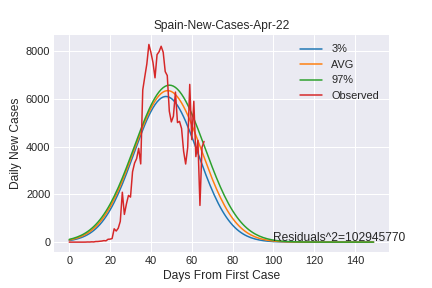 Spain-New-Cases-Apr-22
3%
AVG
97%
Observed
8000
6000
4000
2000
0
Daily New Cases
Residuals^2=102945770
0 20 40 60 80 100 120 140
Days From First Case